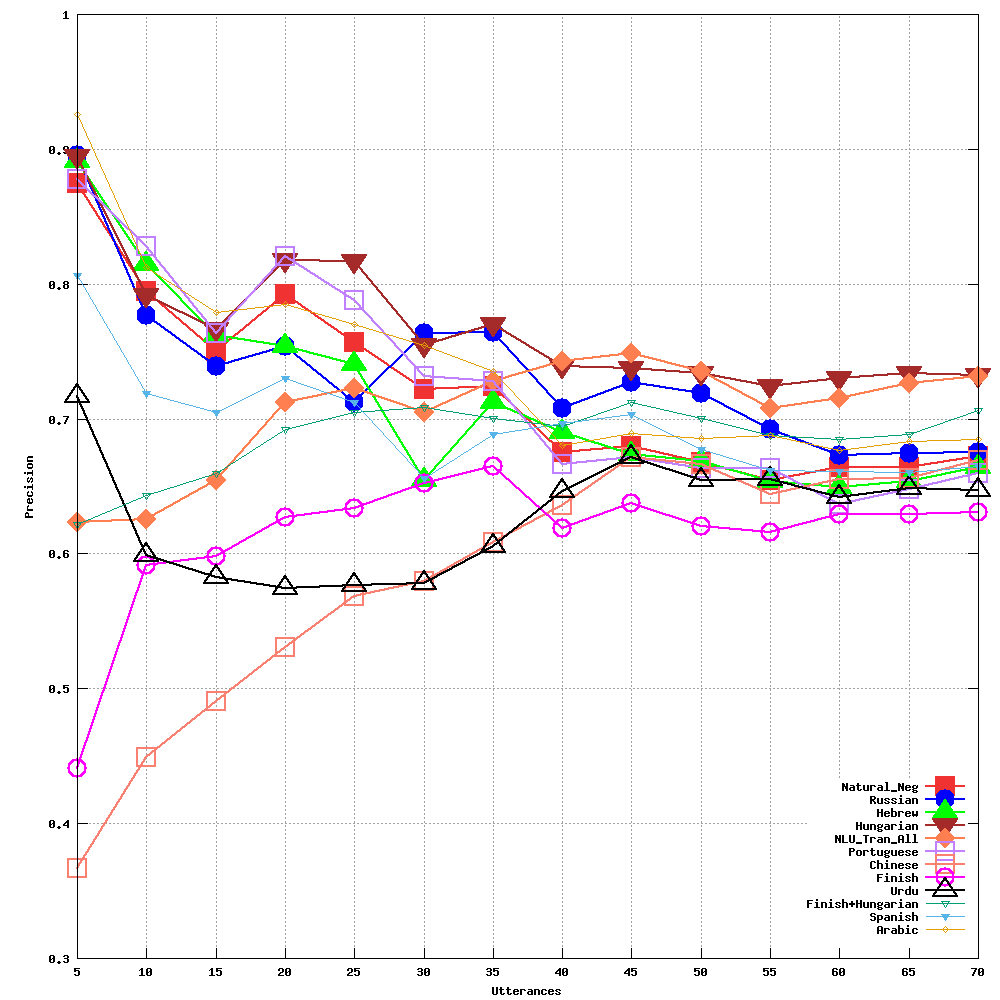 1
0.9
0.8
0.7
0.6
0.5
0.4
0.3
Precision
5 10 15 20 25 30 35 40 45 50 55 60 65 70
Utterances
Natural_Neg
Russian
Hebrew
Hungarian
NLU_Tran_All
Portuguese
Chinese
Finish
Urdu
Finish+Hungarian
Spanish
Arabic